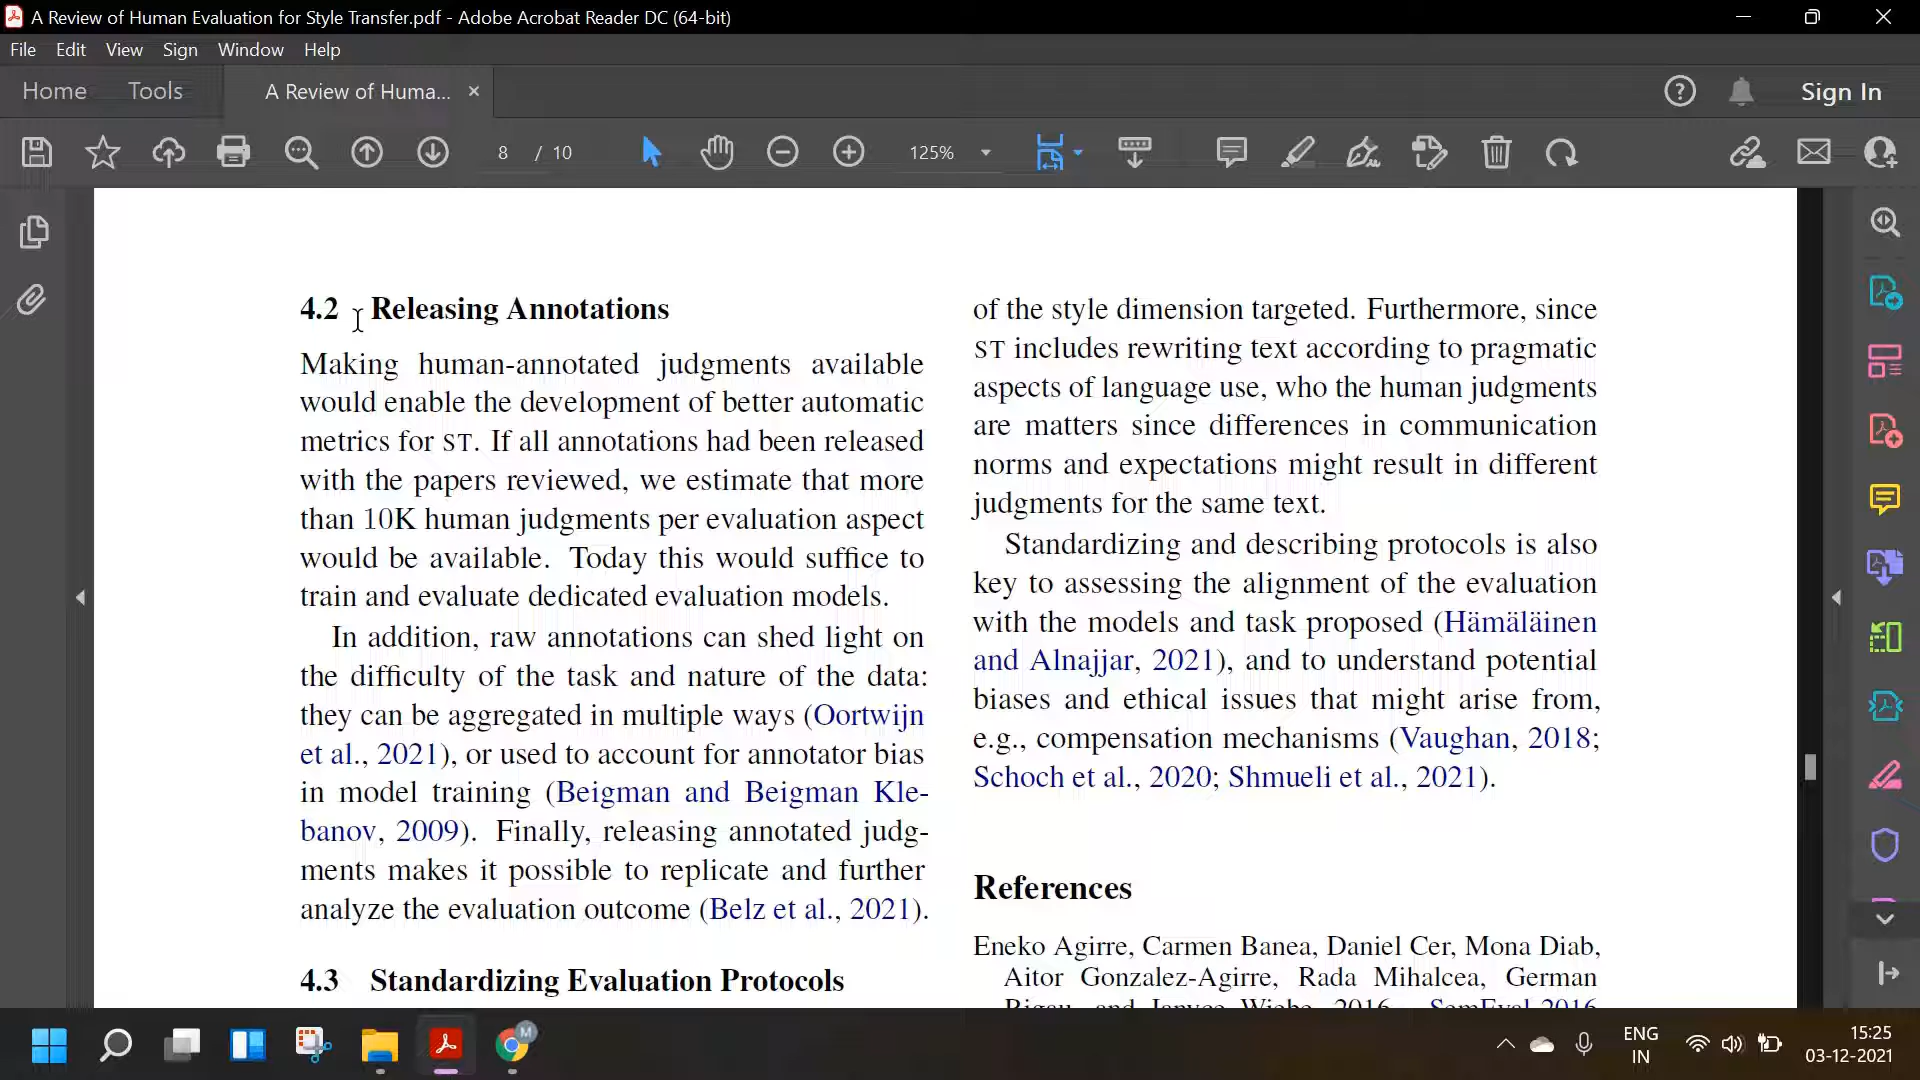 A Review of Human Evaluation for Style Transfer.pdf - Adobe Acrobat Reader DC (64-bit)
File Edit View Sign Window Help
Home Tools A Review of Huma... × Sign In
8 / 10 125%
4.2 Releasing Annotations
Making human-annotated judgments available
would enable the development of better automatic
metrics for ST. If all annotations had been released
with the papers reviewed, we estimate that more
than 10K human judgments per evaluation aspect
would be available. Today this would suffice to
train and evaluate dedicated evaluation models.
In addition, raw annotations can shed light on
the difficulty of the task and nature of the data:
they can be aggregated in multiple ways (Oortwijn
et al., 2021), or used to account for annotator bias
in model training (Beigman and Beigman Kle-
banov, 2009). Finally, releasing annotated judg-
ments makes it possible to replicate and further
analyze the evaluation outcome (Belz et al., 2021).
4.3 Standardizing Evaluation Protocols
of the style dimension targeted. Furthermore, since
ST includes rewriting text according to pragmatic
aspects of language use, who the human judgments
are matters since differences in communication
norms and expectations might result in different
judgments for the same text.
Standardizing and describing protocols is also
key to assessing the alignment of the evaluation
with the models and task proposed (Hämäläinen
and Alnajjar, 2021), and to understand potential
biases and ethical issues that might arise from,
e.g., compensation mechanisms (Vaughan, 2018;
Schoch et al., 2020; Shmueli et al., 2021).
References
Eneko Agirre, Carmen Banea, Daniel Cer, Mona Diab,
Aitor Gonzalez-Agirre, Rada Mihalcea, German
Rigau, and Janyce Wiebe. 2016. SemEval-2016
M
ENG
IN
15:25
03-12-2021